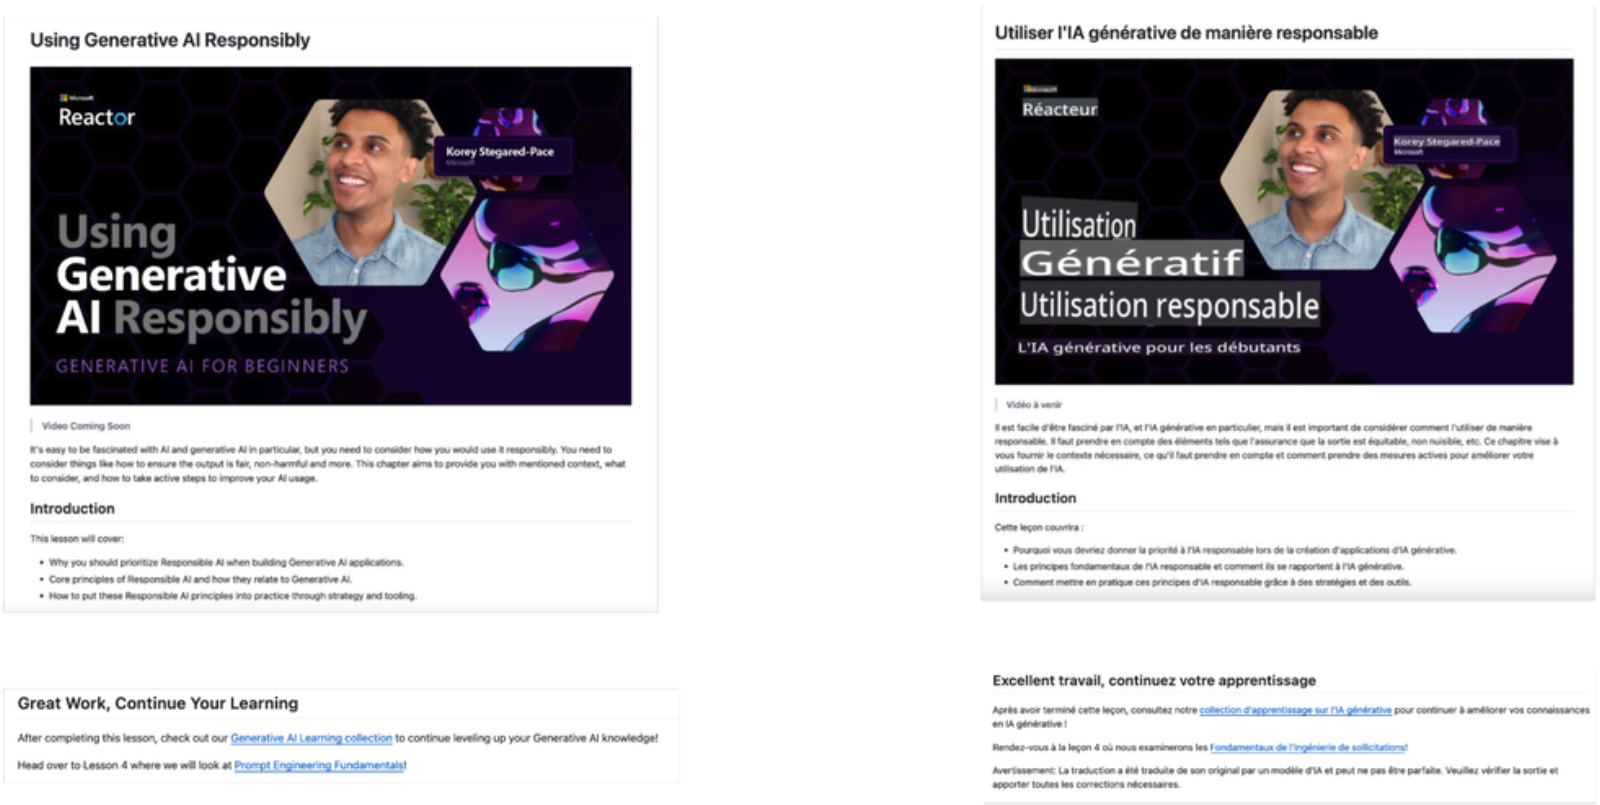 Using Generative AI Responsibly
Microsoft
Reactor
Korey Stegared-Pace
Microsoft
Using
Generative
AI Responsibly
GENERATIVE AI FOR BEGINNERS
Video Coming Soon
It's easy to be fascinated with AI and generative AI in particular, but you need to consider how you would use it responsibly. You need to
consider things like how to ensure the output is fair, non-harmful and more. This chapter aims to provide you with mentioned context, what
to consider, and how to take active steps to improve your AI usage.
Introduction
This lesson will cover:
• Why you should prioritize Responsible AI when building Generative AI applications.
• Core principles of Responsible AI and how they relate to Generative AI.
• How to put these Responsible AI principles into practice through strategy and tooling.
Great Work, Continue Your Learning
After completing this lesson, check out our Generative AI Learning collection to continue leveling up your Generative AI knowledge!
Head over to Lesson 4 where we will look at Prompt Engineering Fundamentals!
Utiliser l'IA générative de manière responsable
Microsoft
Réacteur
Korey Stegared-Pace
Microsoft
Utilisation
Génératif
Utilisation responsable
L'IA générative pour les débutants
Vidéo à venir
Il est facile d'être fasciné par l'IA, et l'IA générative en particulier, mais il est important de considérer comment l'utiliser de manière
responsable. Il faut prendre en compte des éléments tels que l'assurance que la sortie est équitable, non nuisible, etc. Ce chapitre vise à
vous fournir le contexte nécessaire, ce qu'il faut prendre en compte et comment prendre des mesures actives pour améliorer votre
utilisation de l'IA.
Introduction
Cette leçon couvrira :
• Pourquoi vous devriez donner la priorité à l'IA responsable lors de la création d'applications d'IA générative.
• Les principes fondamentaux de l'IA responsable et comment ils se rapportent à l'IA générative.
• Comment mettre en pratique ces principes d'IA responsable grâce à des stratégies et des outils.
Excellent travail, continuez votre apprentissage
Après avoir terminé cette leçon, consultez notre collection d'apprentissage sur l'IA générative pour continuer à améliorer vos connaissances
en IA générative !
Rendez-vous à la leçon 4 où nous examinerons les Fondamentaux de l'ingénierie de sollicitations!
Avertissement: La traduction a été traduite de son original par un modèle d'IA et peut ne pas être parfaite. Veuillez vérifier la sortie et
apporter toutes les corrections nécessaires.